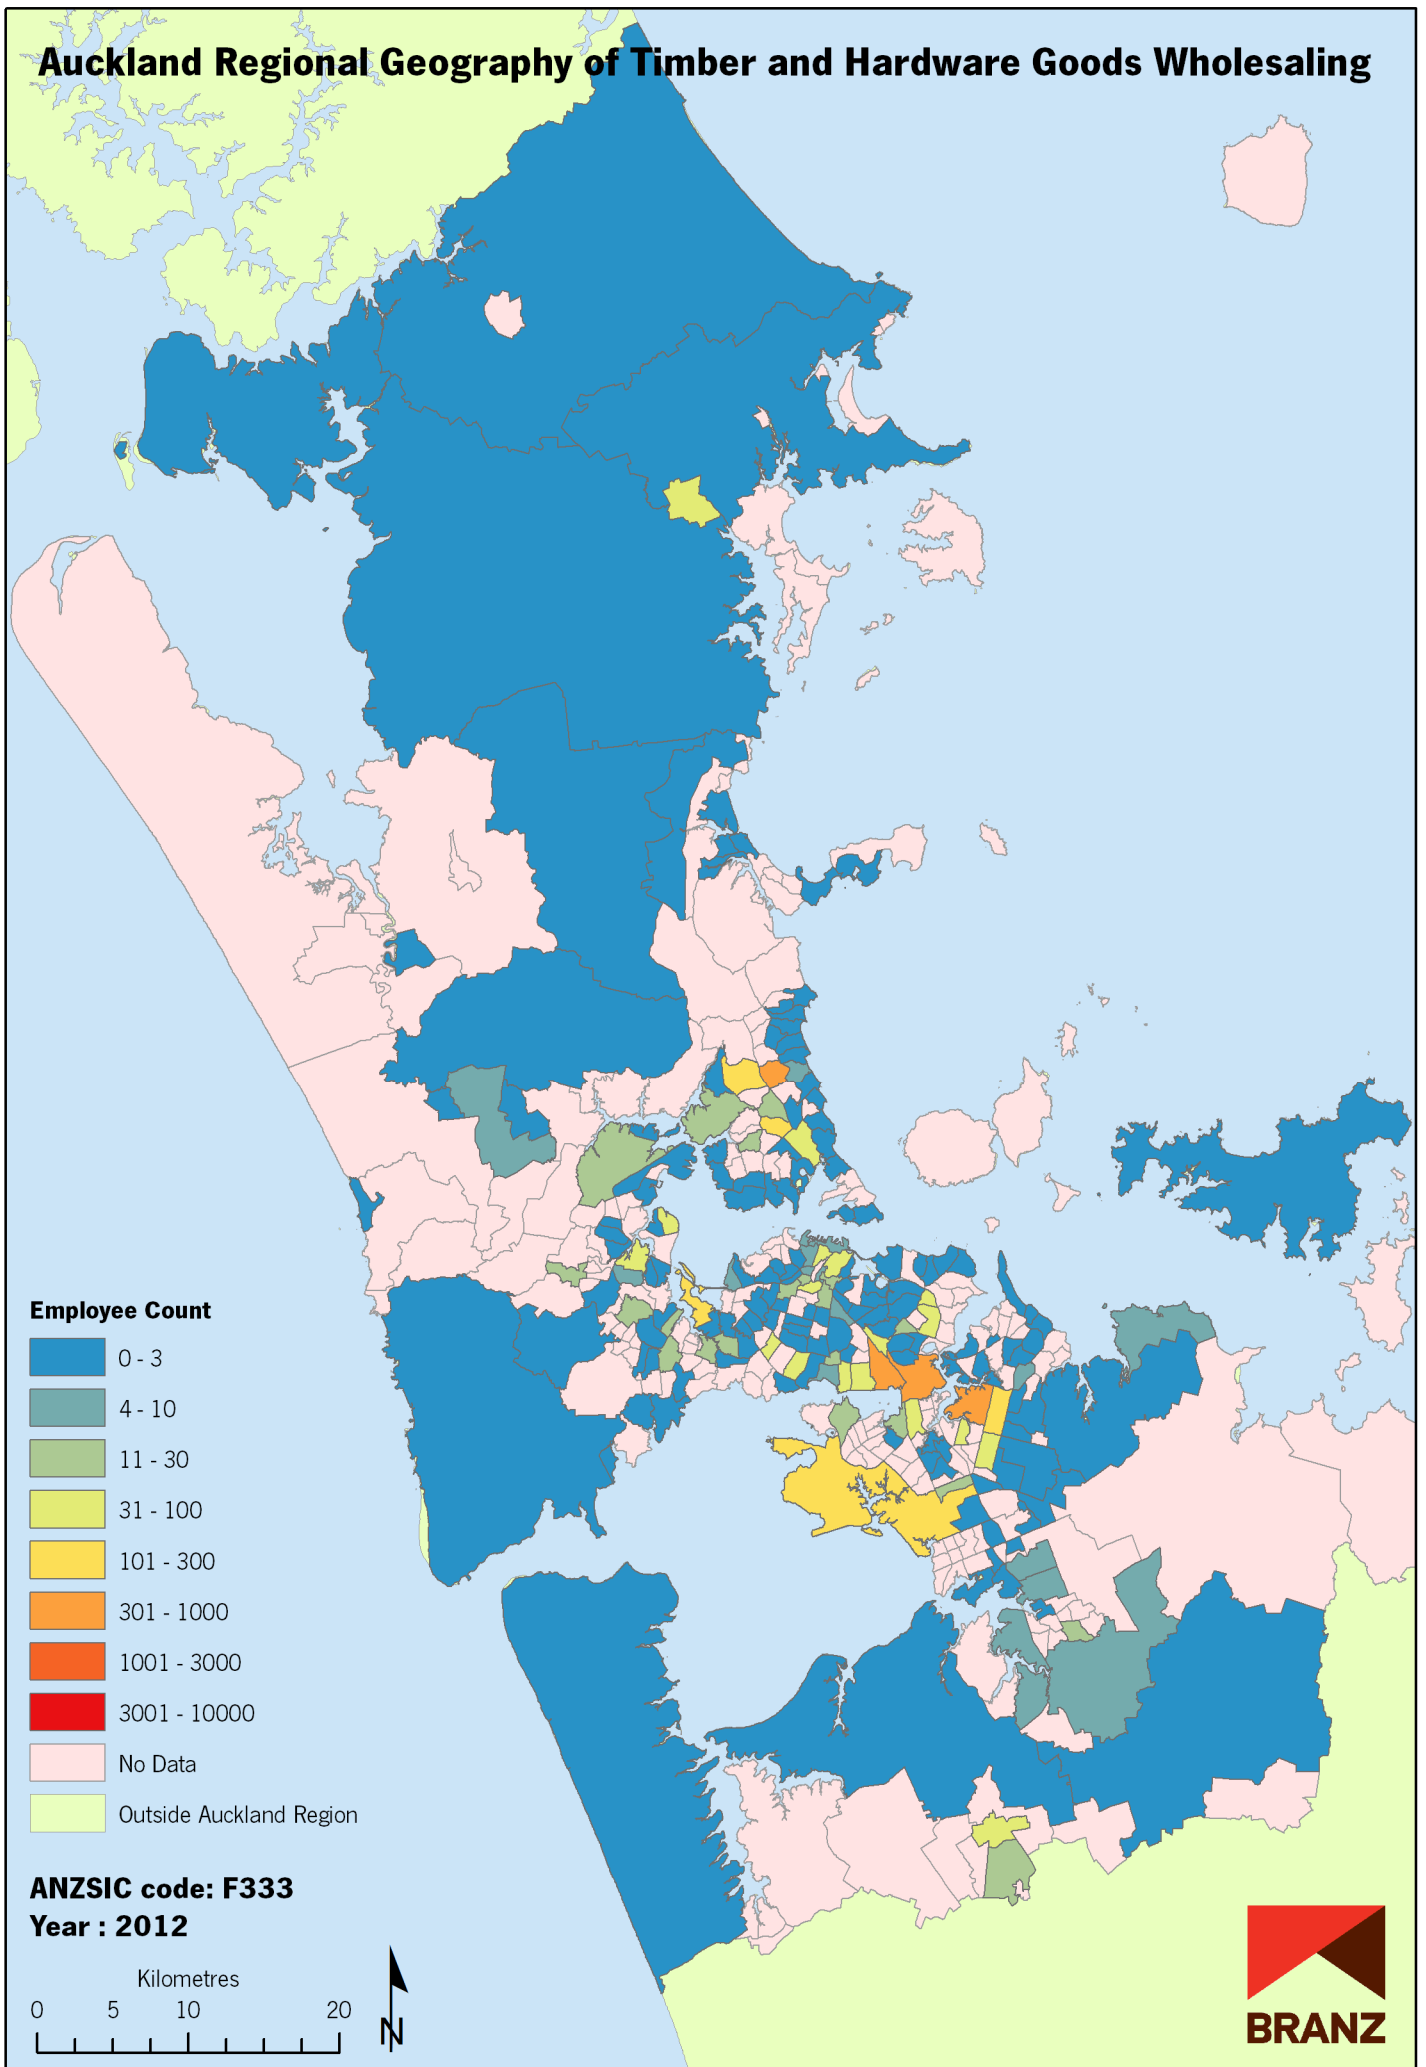 Auckland Regional Geography of Timber and Hardware Goods Wholesaling
Employee Count
0 - 3
4 - 10
11 - 30
31 - 100
101 - 300
301 - 1000
1001 - 3000
3001 - 10000
No Data
Outside Auckland Region
ANZSIC code: F333
Year : 2012
Kilometres
0 5 10 20
N
BRANZ